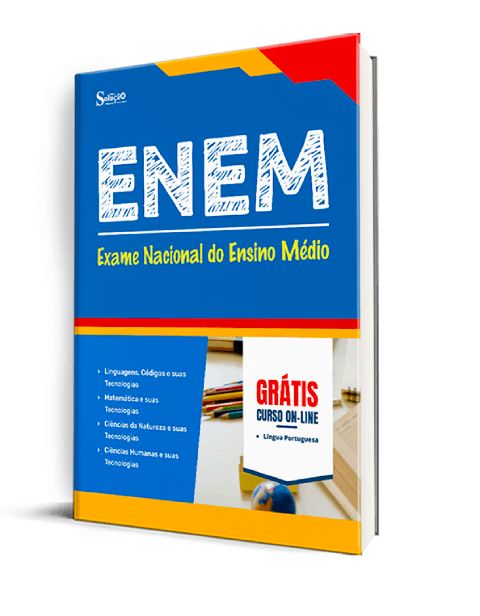 Solução
ENEM
Exame Nacional do Ensino Médio
› Linguagens, Códigos e suas
Tecnologias
› Matemática e suas
Tecnologias
› Ciências da Natureza e suas
Tecnologias
› Ciências Humanas e suas
Tecnologias
GRÁTIS
CURSO ON-LINE
• Língua Portuguesa